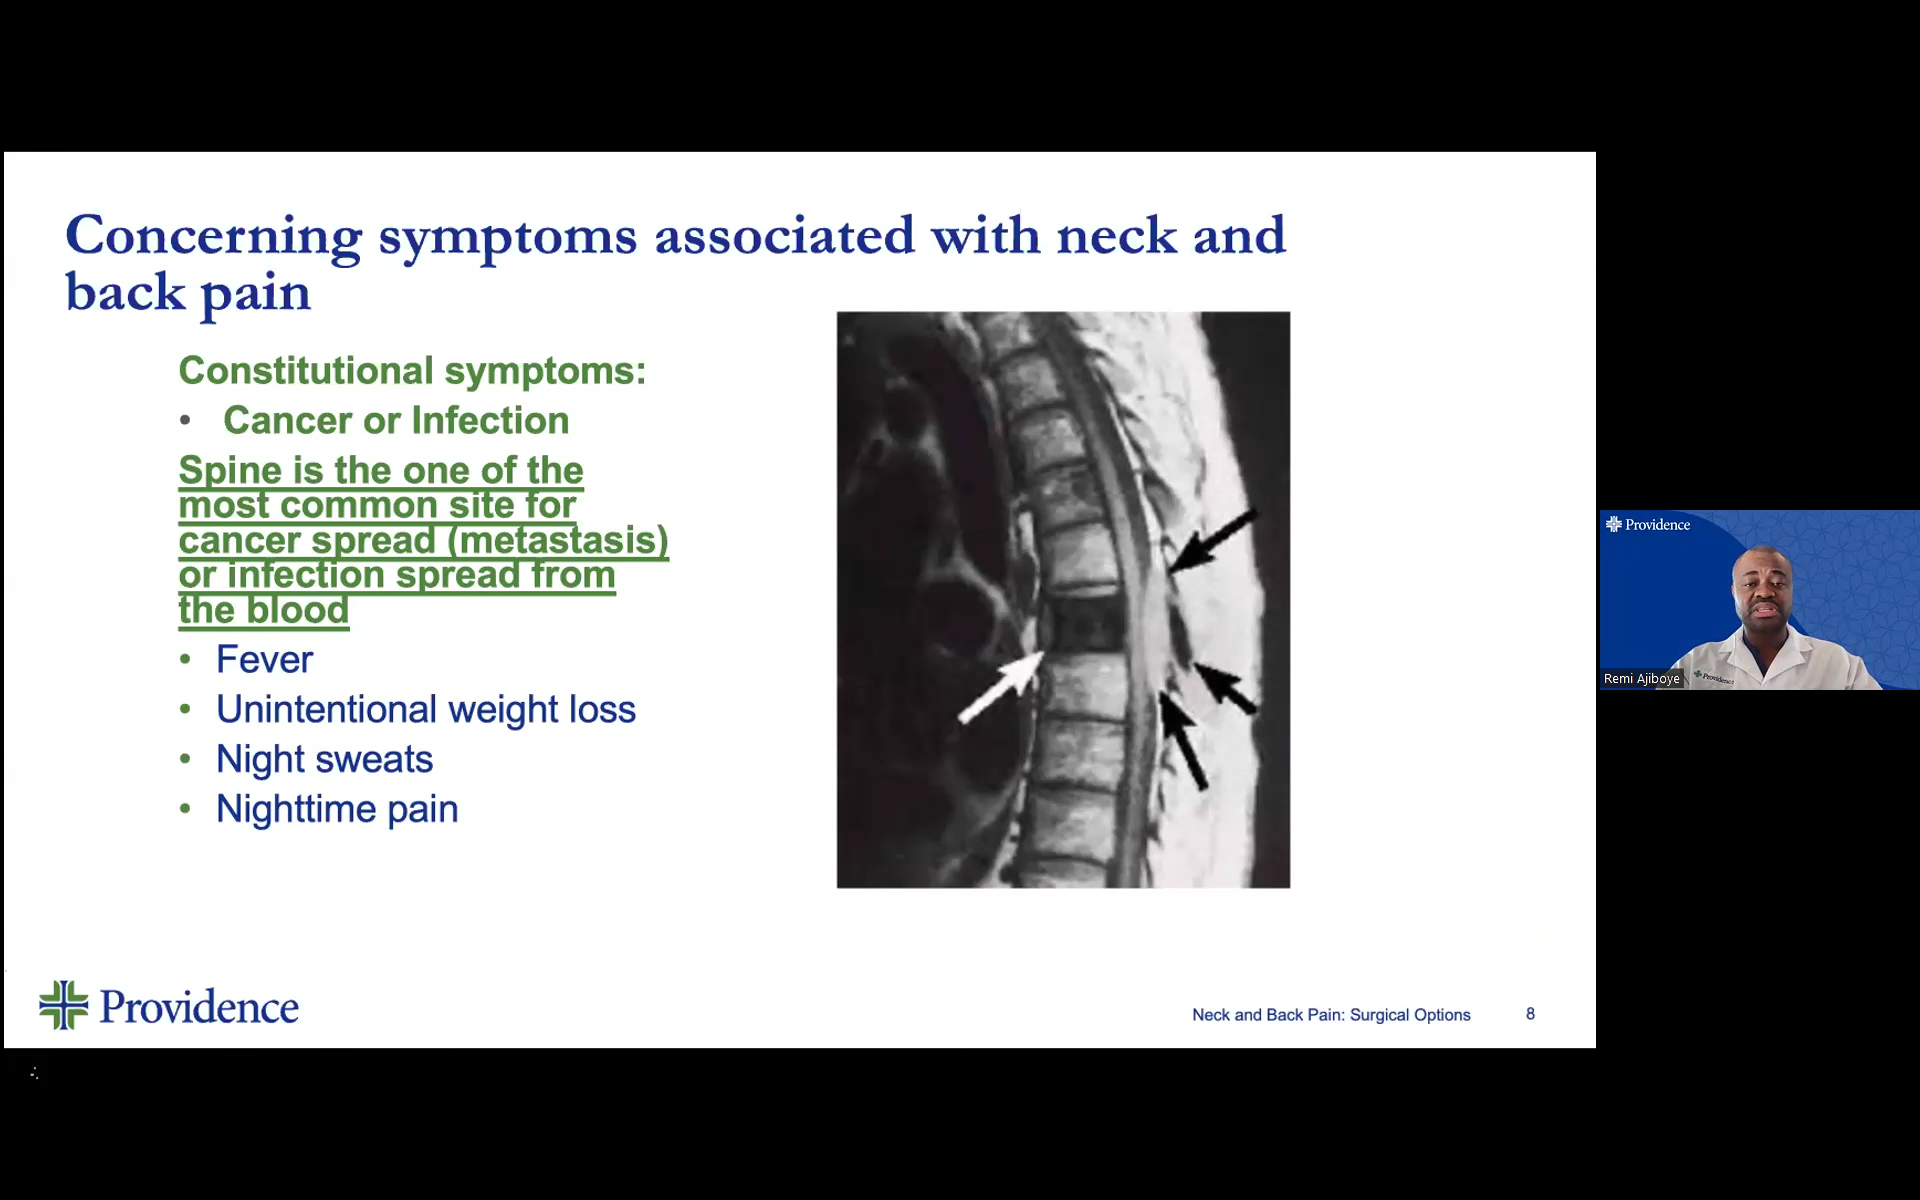 Concerning symptoms associated with neck and
back pain
Constitutional symptoms:
• Cancer or Infection
Spine is the one of the
most common site for
cancer spread (metastasis)
or infection spread from
the blood
• Fever
• Unintentional weight loss
• Night sweats
• Nighttime pain
Providence
Neck and Back Pain: Surgical Options 8
Providence
Providence
Remi Ajiboye